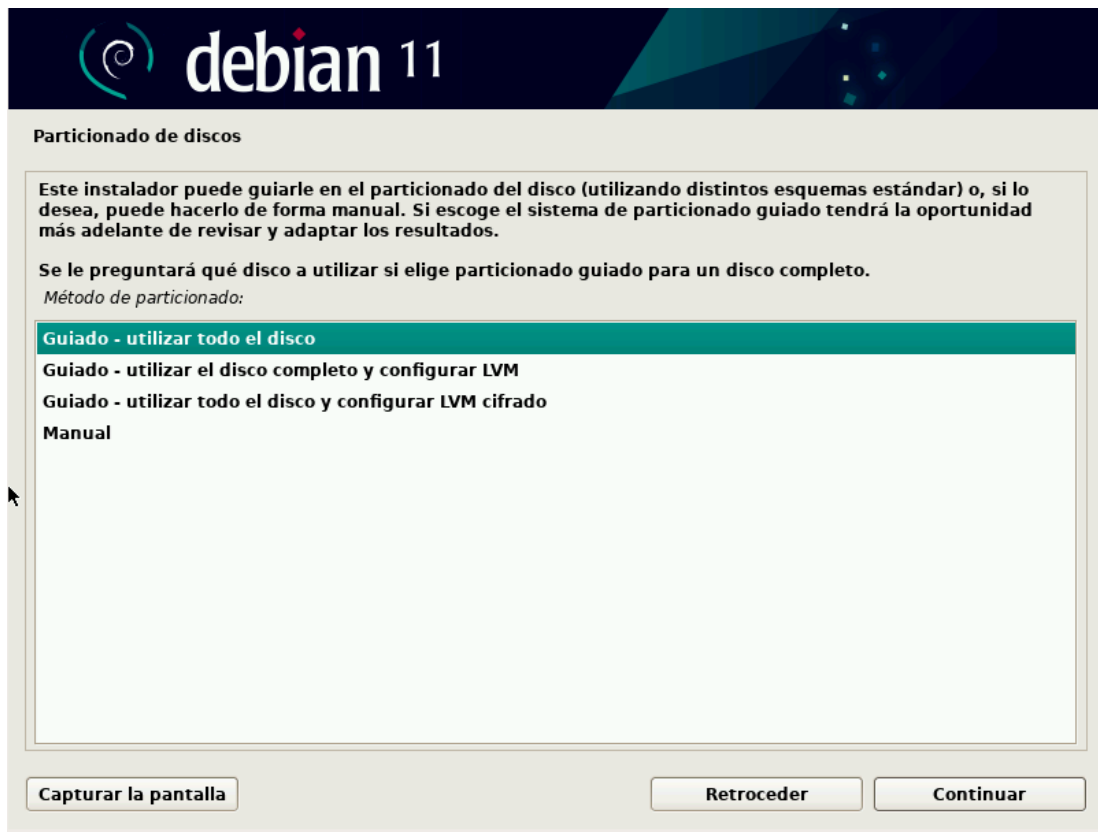 debian 11
Particionado de discos
Este instalador puede guiarle en el particionado del disco (utilizando distintos esquemas estándar) o, si lo
desea, puede hacerlo de forma manual. Si escoge el sistema de particionado guiado tendrá la oportunidad
más adelante de revisar y adaptar los resultados.
Se le preguntará qué disco a utilizar si elige particionado guiado para un disco completo.
Método de particionado:
Guiado - utilizar todo el disco
Guiado - utilizar el disco completo y configurar LVM
Guiado - utilizar todo el disco y configurar LVM cifrado
Manual
Capturar la pantalla
Retroceder
Continuar